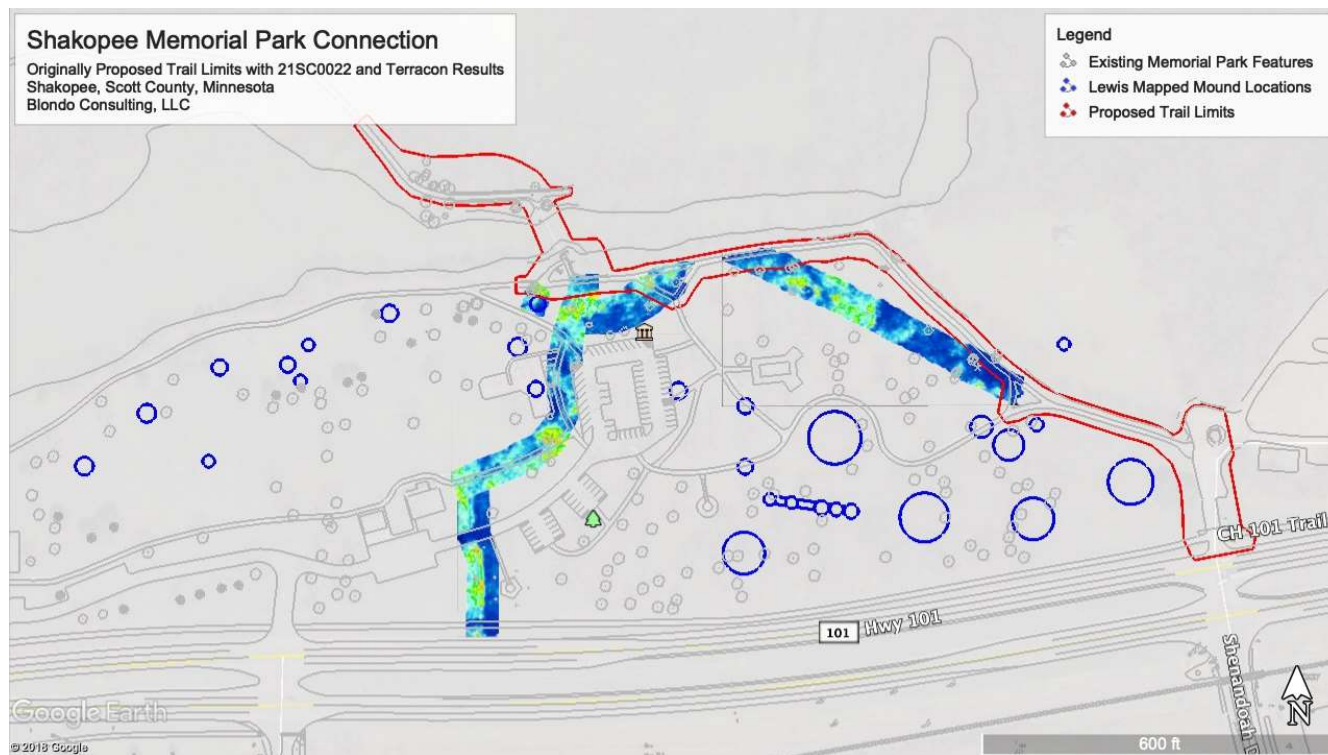 Shakopee Memorial Park Connection
Originally Proposed Trail Limits with 21SC0022 and Terracon Results
Shakopee, Scott County, Minnesota
Blondo Consulting, LLC
Legend
Existing Memorial Park Features
Lewis Mapped Mound Locations
Proposed Trail Limits
CH 101 Trail
101
Hwy 101
Shenandoah D
N
Google Earth
© 2018 Google
600 ft